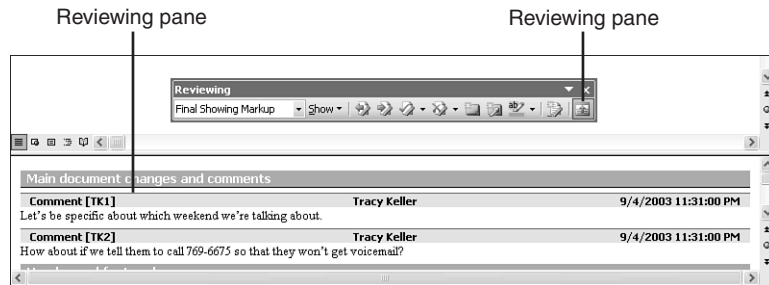 Reviewing pane Reviewing pane
Reviewing
Final Showing Markup Show
Main document changes and comments
Comment [TK1] Tracy Keller 9/4/2003 11:31:00 PM
Let's be specific about which weekend we're talking about.
Comment [TK2] Tracy Keller 9/4/2003 11:31:00 PM
How about if we tell them to call 769-6675 so that they won't get voicemail?